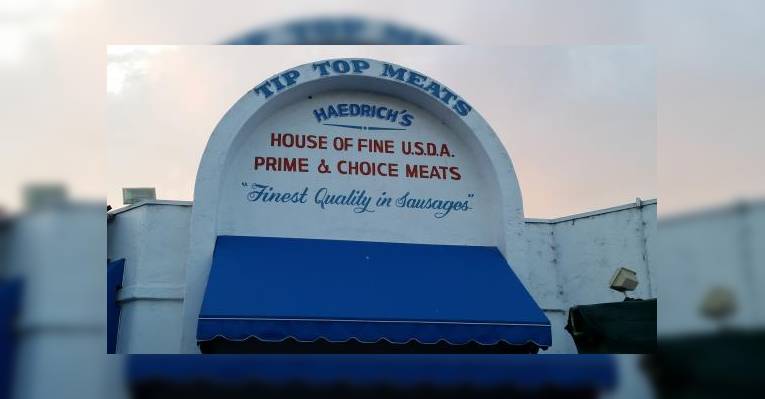 TIP TOP MEATS
HAEDRICH'S
HOUSE OF FINE U.S.D.A.
PRIME & CHOICE MEATS
"Finest Quality in Sausages"